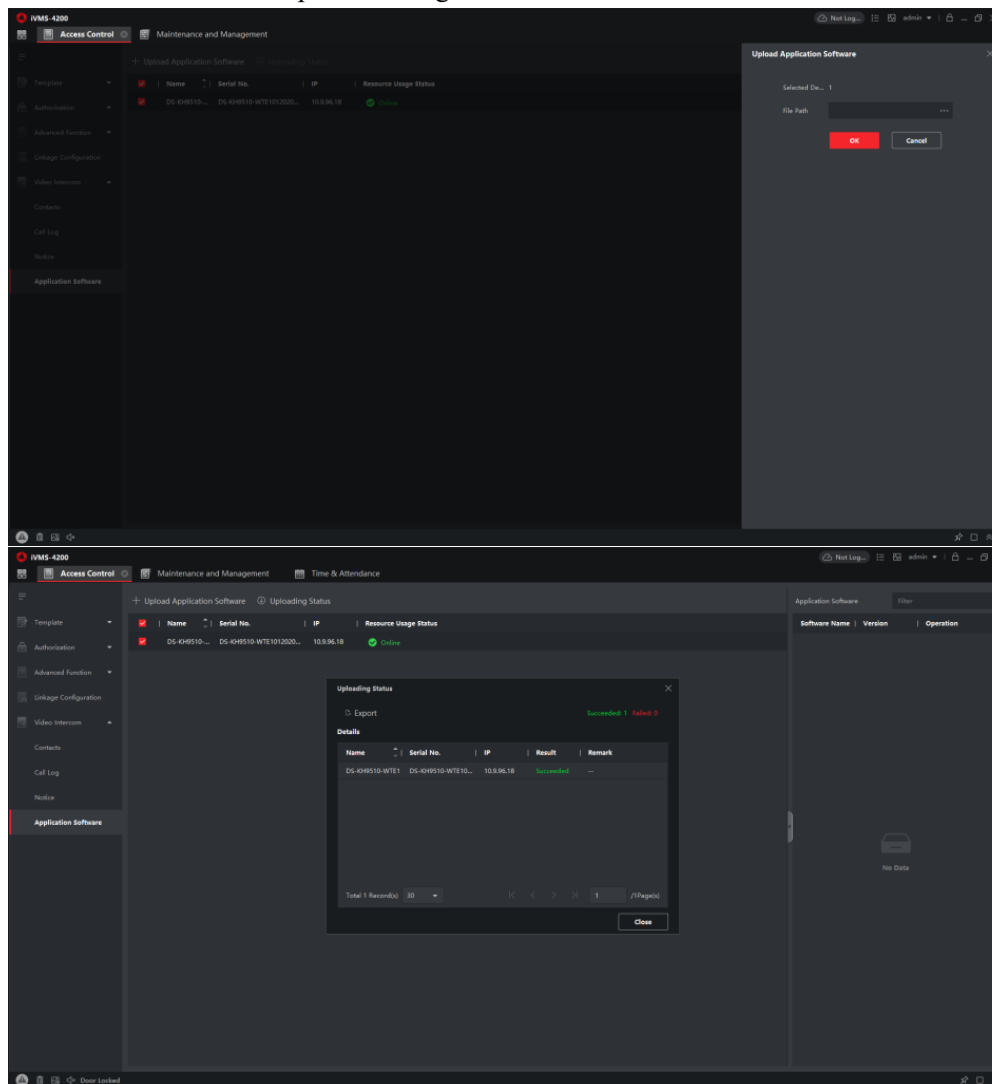 iVMS-4200
Not Log... admin
Access Control Maintenance and Management
Upload Application Software Uploading Status
Template
Authorization
Advanced Function
Linkage Configuration
Video Intercom
Contacts
Call Log
Notice
Application Software
Name Serial No. IP Resource Usage Status
DS-KH9510-... DS-KH9510-WTE1012020... 10.9.96.18 Online
Upload Application Software
Selected De... 1
File Path ...
OK Cancel
iVMS-4200
Not Log... admin
Access Control Maintenance and Management Time & Attendance
Upload Application Software Uploading Status
Template
Authorization
Advanced Function
Linkage Configuration
Video Intercom
Contacts
Call Log
Notice
Application Software
Name Serial No. IP Resource Usage Status
DS-KH9510-... DS-KH9510-WTE1012020... 10.9.96.18 Online
Uploading Status
Export Succeeded: 1 Failed: 0
Details
Name Serial No. IP Result Remark
DS-KH9510-WTE1 DS-KH9510-WTE10... 10.9.96.18 Succeeded --
Total 1 Record(s) 30 1 /1Page(s)
Close
Application Software Filter
Software Name Version Operation
No Data
Door Locked